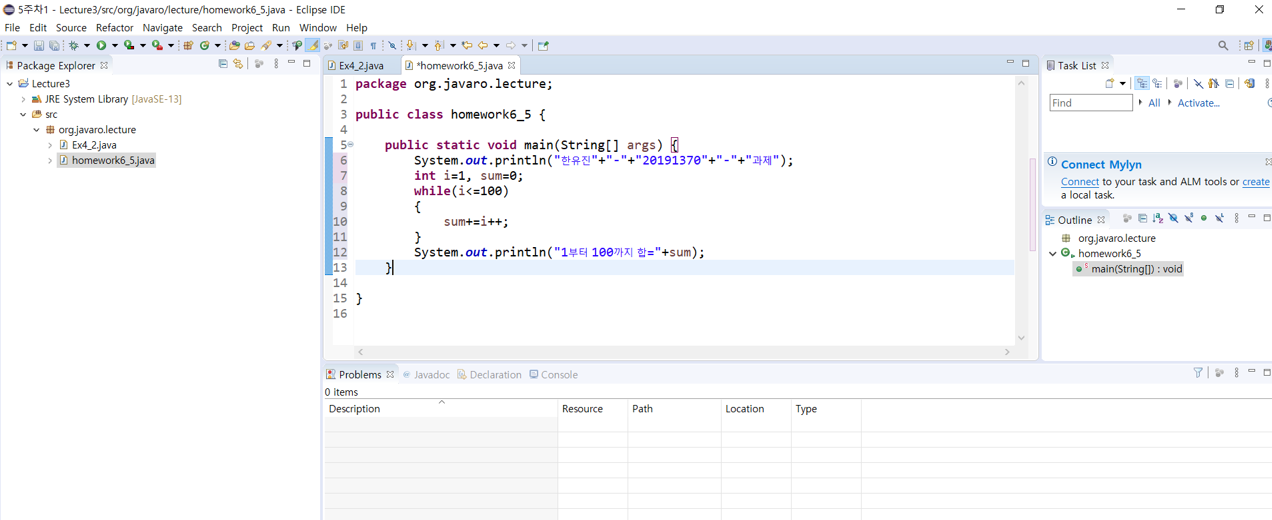 5주차1 - Lecture3/src/org/javaro/lecture/homework6_5.java - Eclipse IDE
File Edit Source Refactor Navigate Search Project Run Window Help
Package Explorer
Lecture3
JRE System Library [JavaSE-13]
src
org.javaro.lecture
Ex4_2.java
homework6_5.java
Ex4_2.java *homework6_5.java
1 package org.javaro.lecture;
2
3 public class homework6_5 {
4
5 public static void main(String[] args) {
6 System.out.println("한유진"+"-"+"20191370"+"-"+"과제");
7 int i=1, sum=0;
8 while(i<=100)
9 {
10 sum+=i++;
11 }
12 System.out.println("1부터 100까지 합="+sum);
13 }
14
15 }
16
Task List
Find All Activate...
Connect Mylyn
Connect to your task and ALM tools or create
a local task.
Outline
org.javaro.lecture
homework6_5
main(String[]) : void
Problems Javadoc Declaration Console
0 items
Description Resource Path Location Type